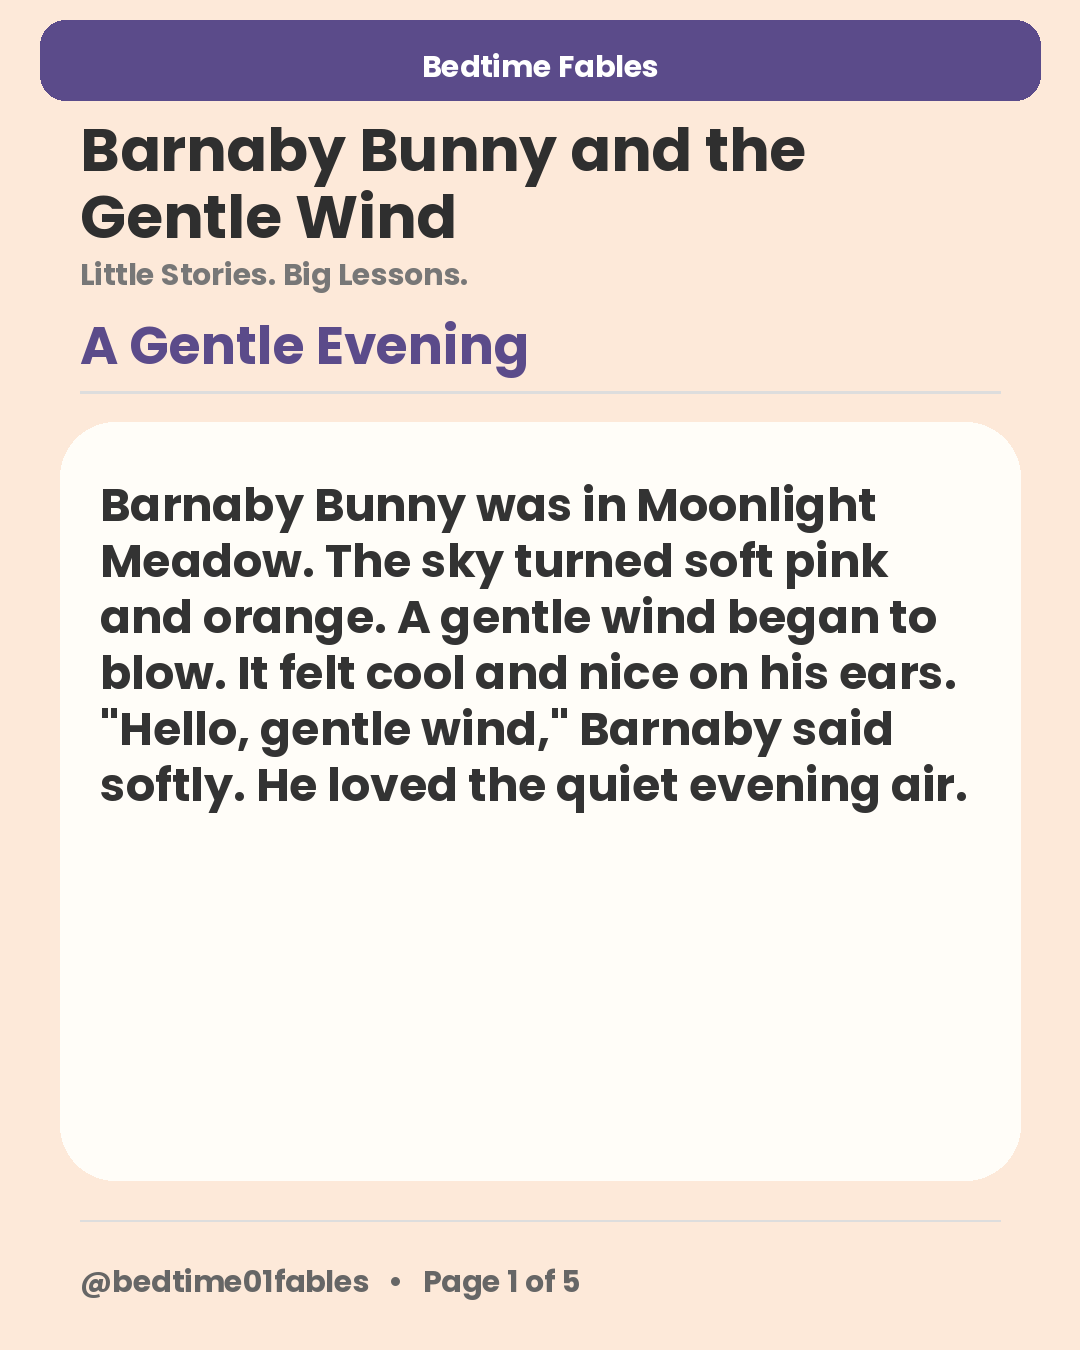 Bedtime Fables
Barnaby Bunny and the
Gentle Wind
Little Stories. Big Lessons.
A Gentle Evening
Barnaby Bunny was in Moonlight
Meadow. The sky turned soft pink
and orange. A gentle wind began to
blow. It felt cool and nice on his ears.
"Hello, gentle wind," Barnaby said
softly. He loved the quiet evening air.
@bedtime01fables • Page 1 of 5